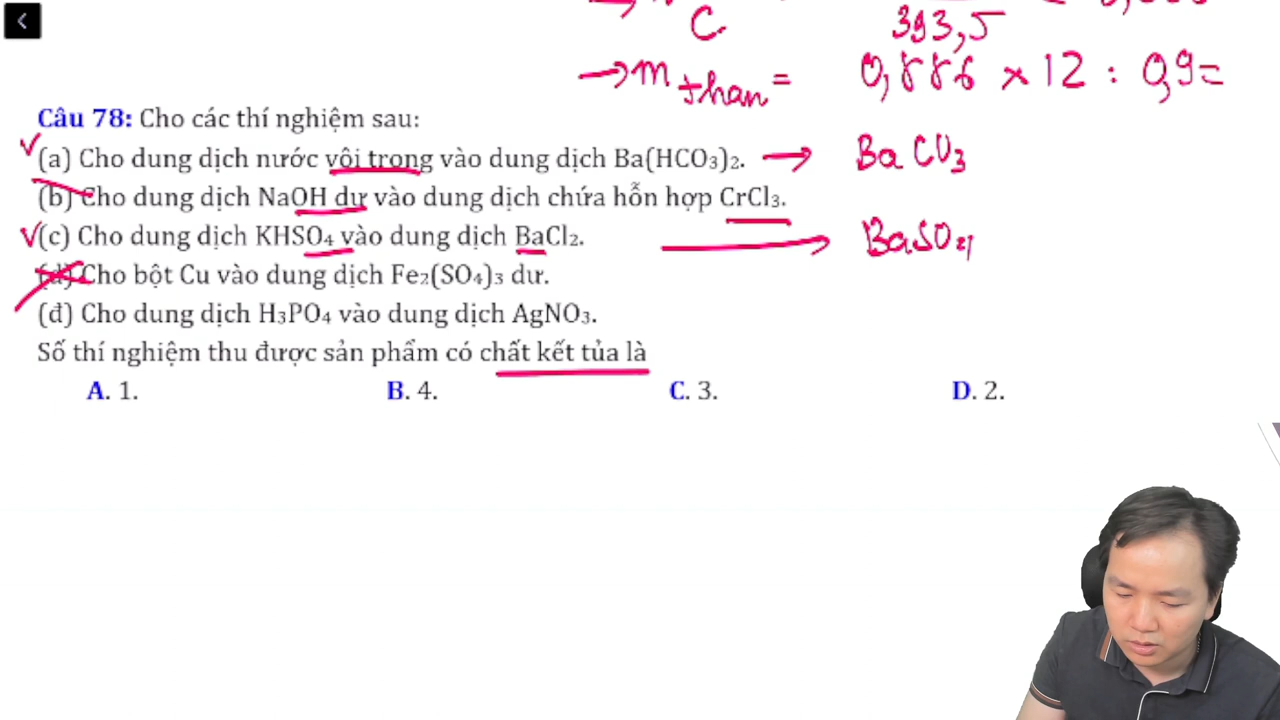 C 393,5
→ m than = 0,886 × 12 : 0,9=
Câu 78: Cho các thí nghiệm sau:
(a) Cho dung dịch nước vôi trong vào dung dịch Ba(HCO₃)₂. → BaCO3
(b) Cho dung dịch NaOH dư vào dung dịch chứa hỗn hợp CrCl₃.
(c) Cho dung dịch KHSO₄ vào dung dịch BaCl₂. → BaSO4
(d) Cho bột Cu vào dung dịch Fe₂(SO₄)₃ dư.
(đ) Cho dung dịch H₃PO₄ vào dung dịch AgNO₃.
Số thí nghiệm thu được sản phẩm có chất kết tủa là
A. 1. B. 4. C. 3. D. 2.